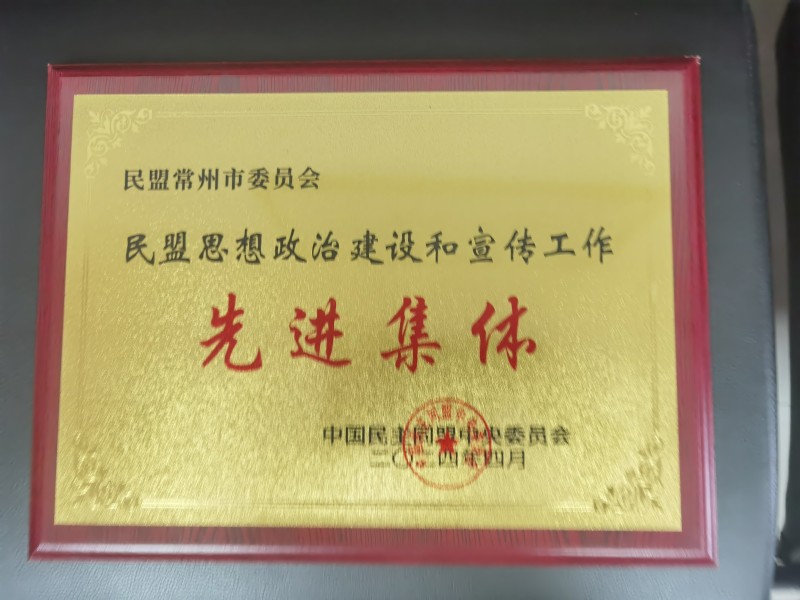 民盟常州市委员会
民盟思想政治建设和宣传工作
先进集体
中国民主同盟中央委员会
二〇二四年四月